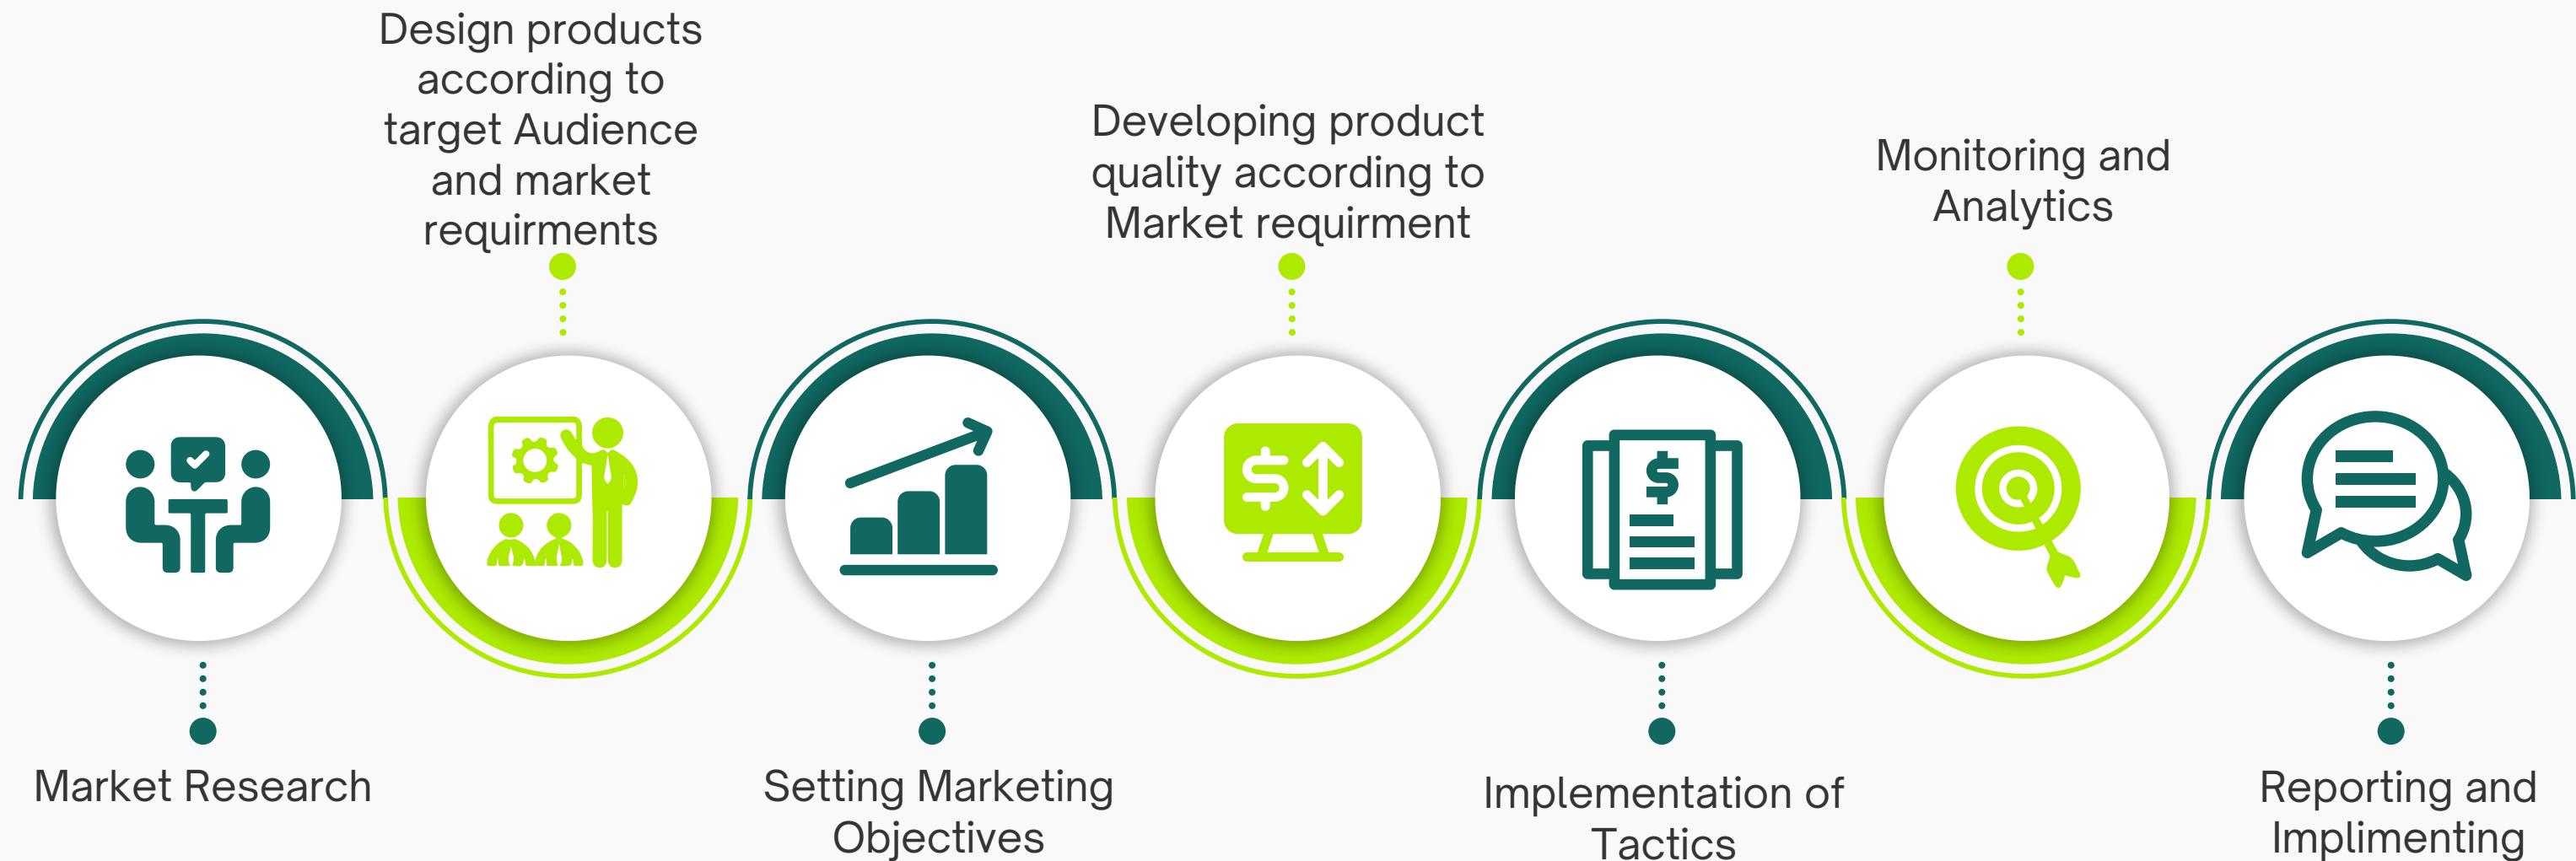 Market Research
Design products
according to
target Audience
and market
requirments
Setting Marketing
Objectives
Developing product
quality according to
Market requirment
Implementation of
Tactics
Monitoring and
Analytics
Reporting and
Implimenting